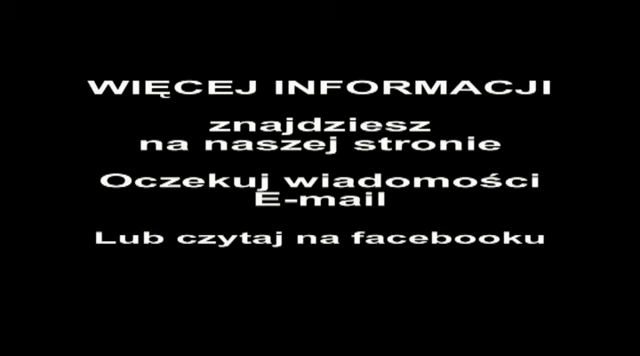 WIĘCEJ INFORMACJI
znajdziesz
na naszej stronie
Oczekuj wiadomości
E-mail
Lub czytaj na facebooku